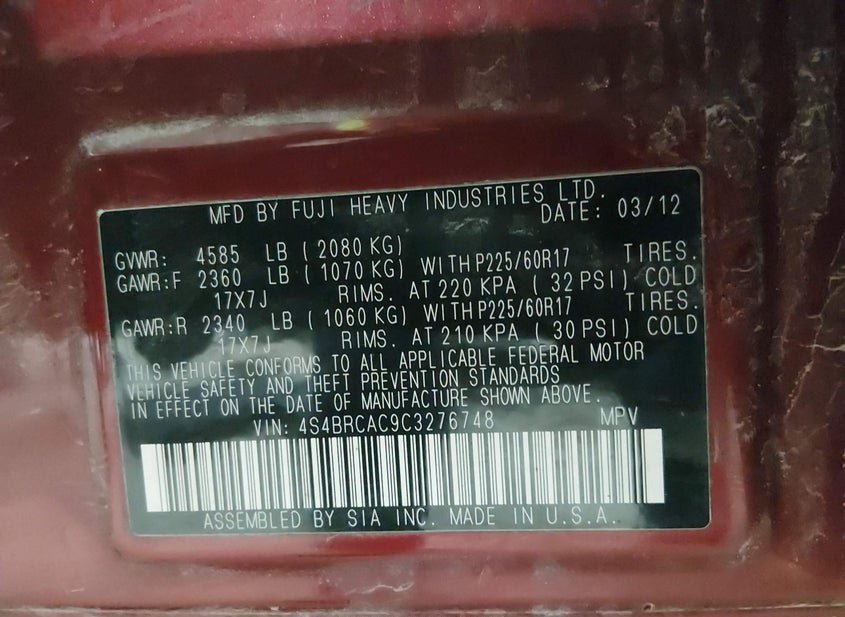 MFD BY FUJI HEAVY INDUSTRIES LTD.
DATE: 03/12
GVWR: 4585 LB ( 2080 KG)
GAWR:F 2360 LB ( 1070 KG) WITH P225/60R17 TIRES.
17X7J RIMS. AT 220 KPA ( 32 PSI) COLD
GAWR:R 2340 LB ( 1060 KG) WITH P225/60R17 TIRES.
17X7J RIMS. AT 210 KPA ( 30 PSI) COLD
THIS VEHICLE CONFORMS TO ALL APPLICABLE FEDERAL MOTOR
VEHICLE SAFETY AND THEFT PREVENTION STANDARDS
IN EFFECT ON THE DATE OF MANUFACTURE SHOWN ABOVE.
VIN: 4S4BRCAC9C3276748 MPV
ASSEMBLED BY SIA INC. MADE IN U.S.A.